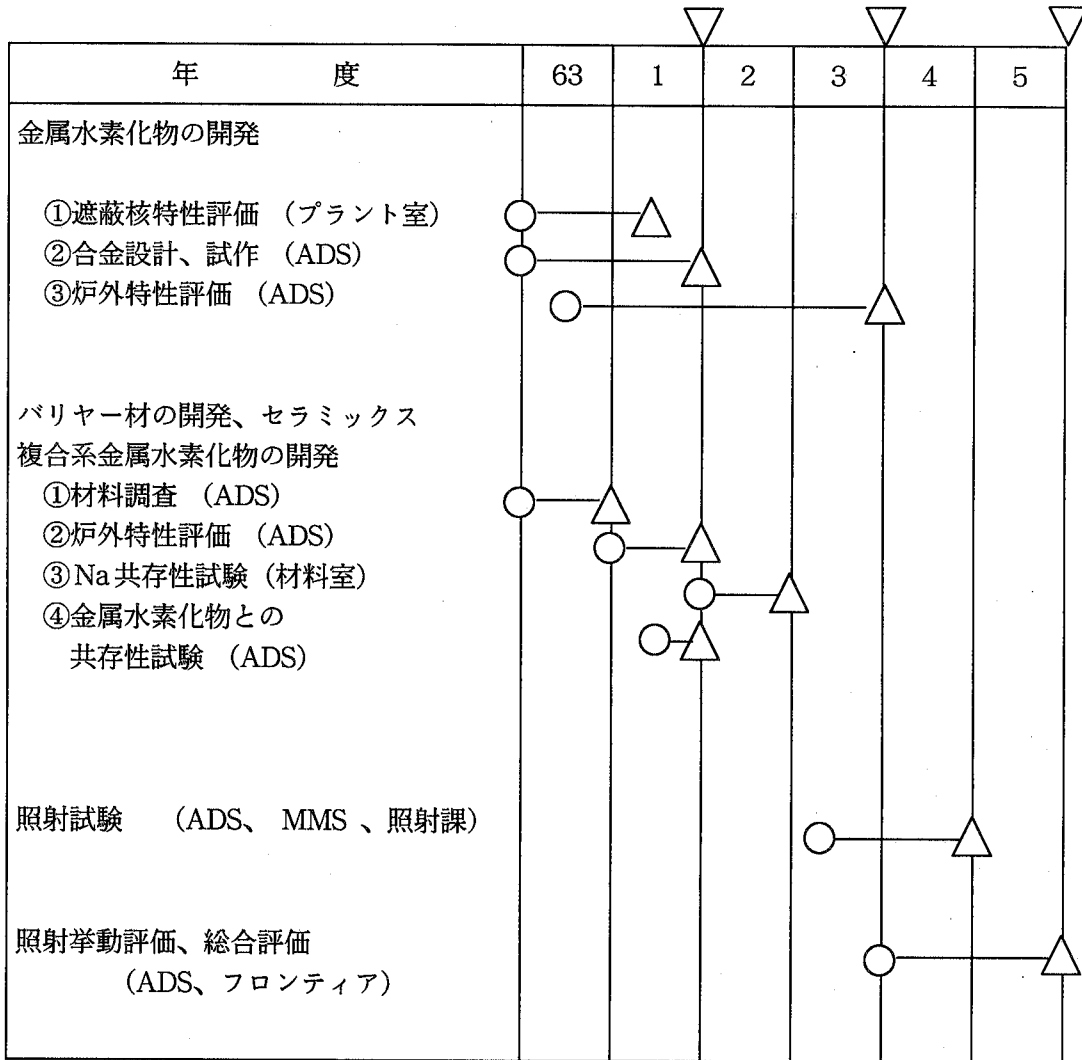 年 度 63 1 2 3 4 5
金属水素化物の開発
①遮蔽核特性評価 (プラント室)
②合金設計、試作 (ADS)
③炉外特性評価 (ADS)
バリヤー材の開発、セラミックス
複合系金属水素化物の開発
①材料調査 (ADS)
②炉外特性評価 (ADS)
③Na共存性試験 (材料室)
④金属水素化物との
共存性試験 (ADS)
照射試験 (ADS、 MMS 、照射課)
照射挙動評価、総合評価
(ADS、フロンティア)